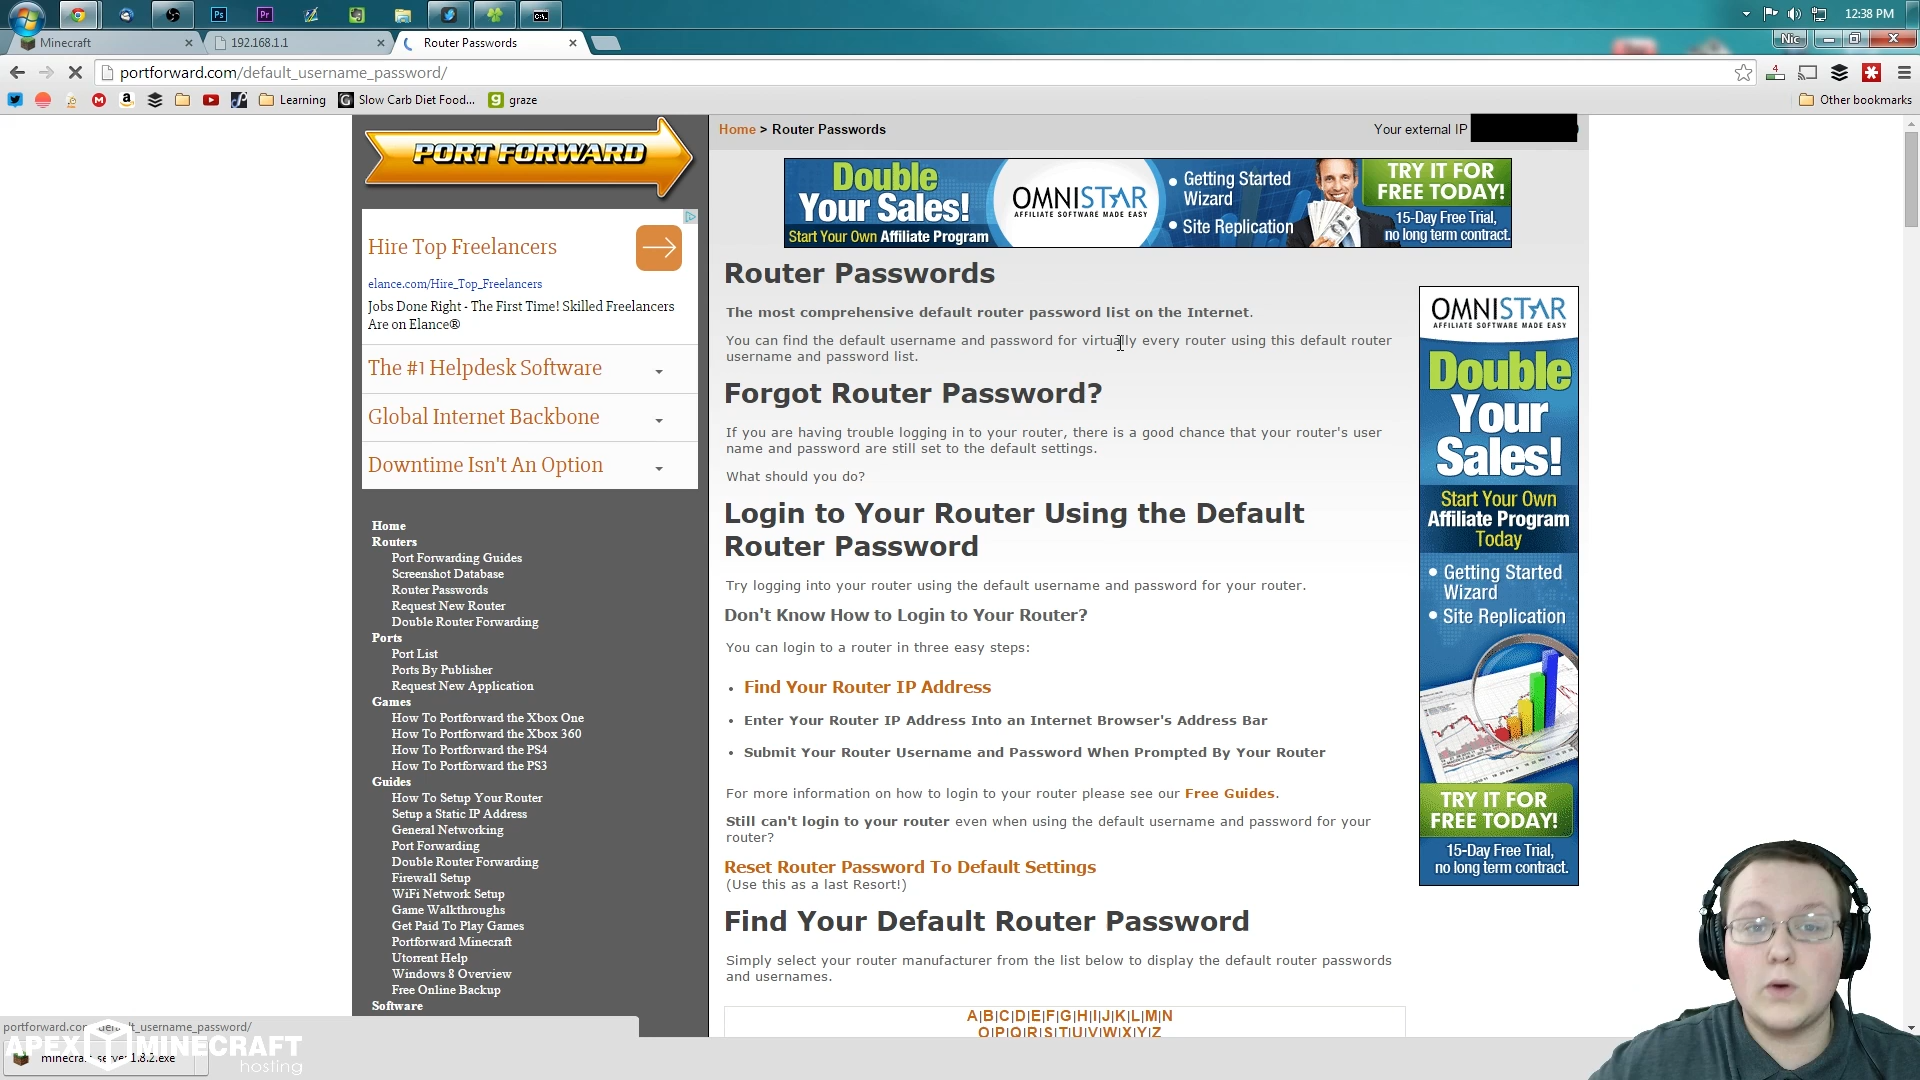 12:38 PM
Minecraft
192.168.1.1
Router Passwords
Nic
portforward.com/default_username_password/
4
Learning
Slow Carb Diet Food...
graze
Other bookmarks
PORT FORWARD
Home > Router Passwords
Your external IP
Double
Your Sales!
Start Your Own Affiliate Program
OMNISTAR
AFFILIATE SOFTWARE MADE EASY
• Getting Started
Wizard
• Site Replication
TRY IT FOR
FREE TODAY!
15-Day Free Trial,
no long term contract.
Hire Top Freelancers
elance.com/Hire_Top_Freelancers
Jobs Done Right - The First Time! Skilled Freelancers
Are on Elance®
The #1 Helpdesk Software
Global Internet Backbone
Downtime Isn't An Option
Home
Routers
Port Forwarding Guides
Screenshot Database
Router Passwords
Request New Router
Double Router Forwarding
Ports
Port List
Ports By Publisher
Request New Application
Games
How To Portforward the Xbox One
How To Portforward the Xbox 360
How To Portforward the PS4
How To Portforward the PS3
Guides
How To Setup Your Router
Setup a Static IP Address
General Networking
Port Forwarding
Double Router Forwarding
Firewall Setup
WiFi Network Setup
Game Walkthroughs
Get Paid To Play Games
Portforward Minecraft
Utorrent Help
Windows 8 Overview
Free Online Backup
Software
Router Passwords
The most comprehensive default router password list on the Internet.
You can find the default username and password for virtually every router using this default router
username and password list.
Forgot Router Password?
If you are having trouble logging in to your router, there is a good chance that your router's user
name and password are still set to the default settings.
What should you do?
Login to Your Router Using the Default
Router Password
Try logging into your router using the default username and password for your router.
Don't Know How to Login to Your Router?
You can login to a router in three easy steps:
• Find Your Router IP Address
• Enter Your Router IP Address Into an Internet Browser's Address Bar
• Submit Your Router Username and Password When Prompted By Your Router
For more information on how to login to your router please see our Free Guides.
Still can't login to your router even when using the default username and password for your
router?
Reset Router Password To Default Settings
(Use this as a last Resort!)
Find Your Default Router Password
Simply select your router manufacturer from the list below to display the default router passwords
and usernames.
A|B|C|D|E|F|G|H|I|J|K|L|M|N
O|P|Q|R|S|T|U|V|W|X|Y|Z
OMNISTAR
AFFILIATE SOFTWARE MADE EASY
Double
Your
Sales!
Start Your Own
Affiliate Program
Today
• Getting Started
Wizard
• Site Replication
TRY IT FOR
FREE TODAY!
15-Day Free Trial,
no long term contract.
portforward.com/default_username_password/
APEX MINECRAFT
hosting
minecraft_server.1.8.2.exe